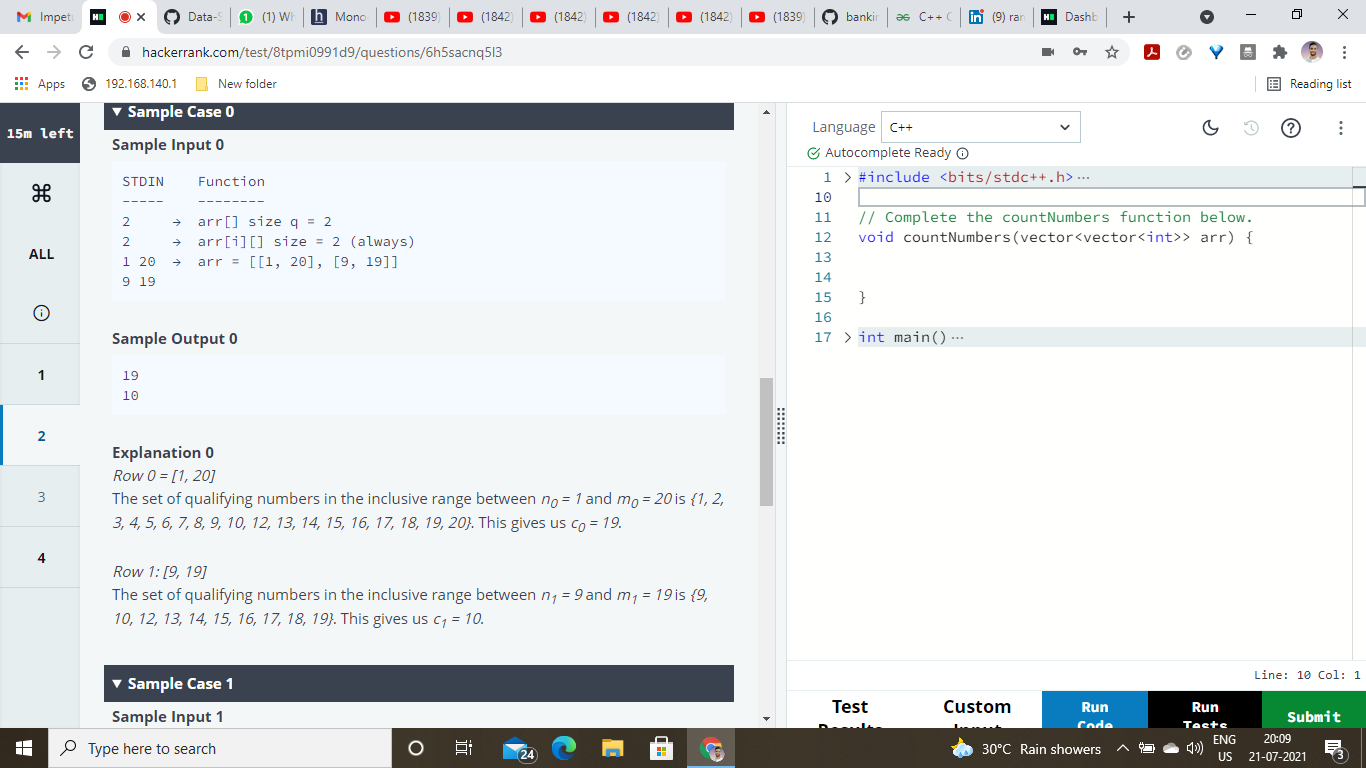 Impet
Data-S
(1) Wh
Mono
(1839)
(1842)
(1842)
(1842)
(1842)
(1839)
bankin
C++ C
(9) ran
Dashb
hackerrank.com/test/8tpmi0991d9/questions/6h5sacnq5l3
Apps
192.168.140.1
New folder
Reading list
15m left
ALL
1
2
3
4
▼ Sample Case 0
Sample Input 0
STDIN Function
----- --------
2 → arr[] size q = 2
2 → arr[i][] size = 2 (always)
1 20 → arr = [[1, 20], [9, 19]]
9 19
Sample Output 0
19
10
Explanation 0
Row 0 = [1, 20]
The set of qualifying numbers in the inclusive range between n0 = 1 and m0 = 20 is {1, 2,
3, 4, 5, 6, 7, 8, 9, 10, 12, 13, 14, 15, 16, 17, 18, 19, 20}. This gives us c0 = 19.
Row 1: [9, 19]
The set of qualifying numbers in the inclusive range between n1 = 9 and m1 = 19 is {9,
10, 12, 13, 14, 15, 16, 17, 18, 19}. This gives us c1 = 10.
▼ Sample Case 1
Sample Input 1
Language C++
Autocomplete Ready
1 #include <bits/stdc++.h>
10
11 // Complete the countNumbers function below.
12 void countNumbers(vector<vector<int>> arr) {
13
14
15 }
16
17 int main()
Line: 10 Col: 1
Test
Results
Custom
Input
Run
Code
Run
Tests
Submit
Type here to search
24
30°C Rain showers
ENG
US
20:09
21-07-2021
3